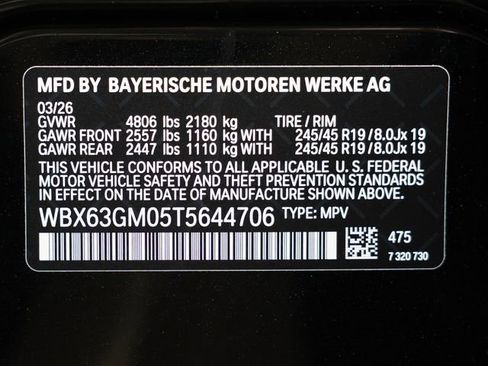 MFD BY BAYERISCHE MOTOREN WERKE AG
03/26
GVWR 4806 lbs 2180 kg TIRE / RIM
GAWR FRONT 2557 lbs 1160 kg WITH 245/45 R19 / 8.0Jx 19
GAWR REAR 2447 lbs 1110 kg WITH 245/45 R19 / 8.0Jx 19
THIS VEHICLE CONFORMS TO ALL APPLICABLE U. S. FEDERAL
MOTOR VEHICLE SAFETY AND THEFT PREVENTION STANDARDS
IN EFFECT ON THE DATE OF MANUFACTURE SHOWN ABOVE.
WBX63GM05T5644706 TYPE: MPV
475
7 320 730